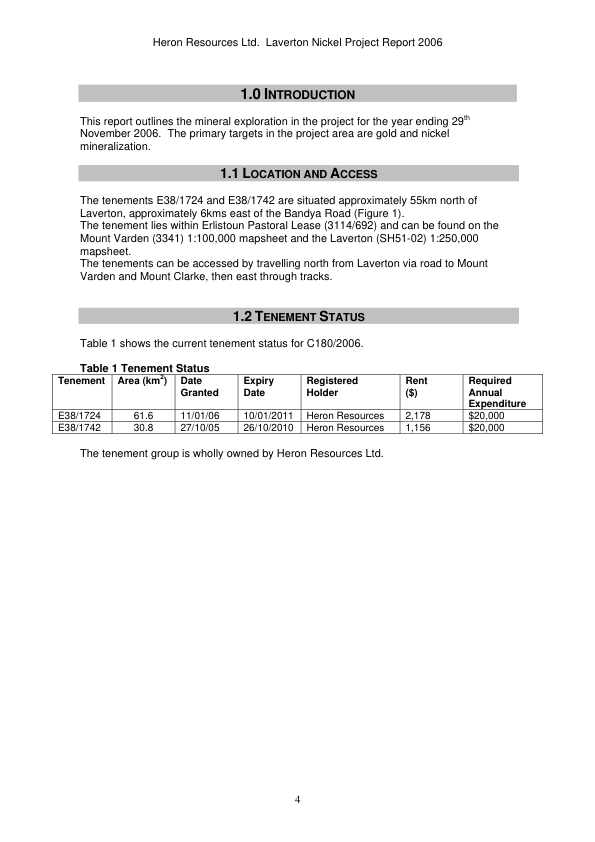 Heron Resources Ltd.  Laverton Nickel Project Report 2006
1.0 INTRODUCTION
This report outlines the mineral exploration in the project for the year ending 29th
November 2006.  The primary targets in the project area are gold and nickel
mineralization.
1.1 LOCATION AND ACCESS
The tenements E38/1724 and E38/1742 are situated approximately 55km north of
Laverton, approximately 6kms east of the Bandya Road (Figure 1).
The tenement lies within Erlistoun Pastoral Lease (3114/692) and can be found on the
Mount Varden (3341) 1:100,000 mapsheet and the Laverton (SH51-02) 1:250,000
mapsheet.
The tenements can be accessed by travelling north from Laverton via road to Mount
Varden and Mount Clarke, then east through tracks.
1.2 TENEMENT STATUS
Table 1 shows the current tenement status for C180/2006.
Table 1 Tenement Status
Tenement Area (km2) Date Expiry Registered Rent Required
Granted Date Holder ($) Annual
Expenditure
E38/1724 61.6 11/01/06 10/01/2011 Heron Resources 2,178 $20,000
E38/1742 30.8 27/10/05 26/10/2010 Heron Resources 1,156 $20,000
The tenement group is wholly owned by Heron Resources Ltd.
4